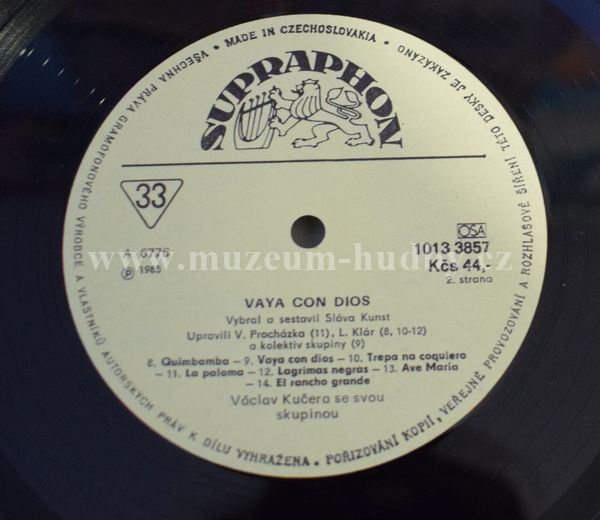 VŠECHNA PRÁVA GRAMOFONOVÉHO VÝROBCE A VLASTNÍKŮ AUTORSKÝCH PRÁV K DÍLU VYHRAŽENA. POŘIZOVÁNÍ KOPIÍ, VEŘEJNÉ PROVOZOVÁNÍ A ROZHLASOVÉ ŠÍŘENÍ TÉTO DESKY JE ZAKÁZÁNO • MADE IN CZECHOSLOVAKIA •
SUPRAPHON
33
6776
℗ 1985
OSA
1013 3857
Kčs 44,-
2. strana
www.muzeum-hudby.cz
VAYA CON DIOS
Vybral a sestavil Sláva Kunst
Upravili V. Procházka (11), L. Klár (8, 10-12)
a kolektiv skupiny (9)
8. Quimbamba – 9. Vaya con dios – 10. Trepa na coquiero
– 11. La paloma – 12. Lagrimas negras – 13. Ave Maria –
– 14. El rancho grande
Václav Kučera se svou
skupinou